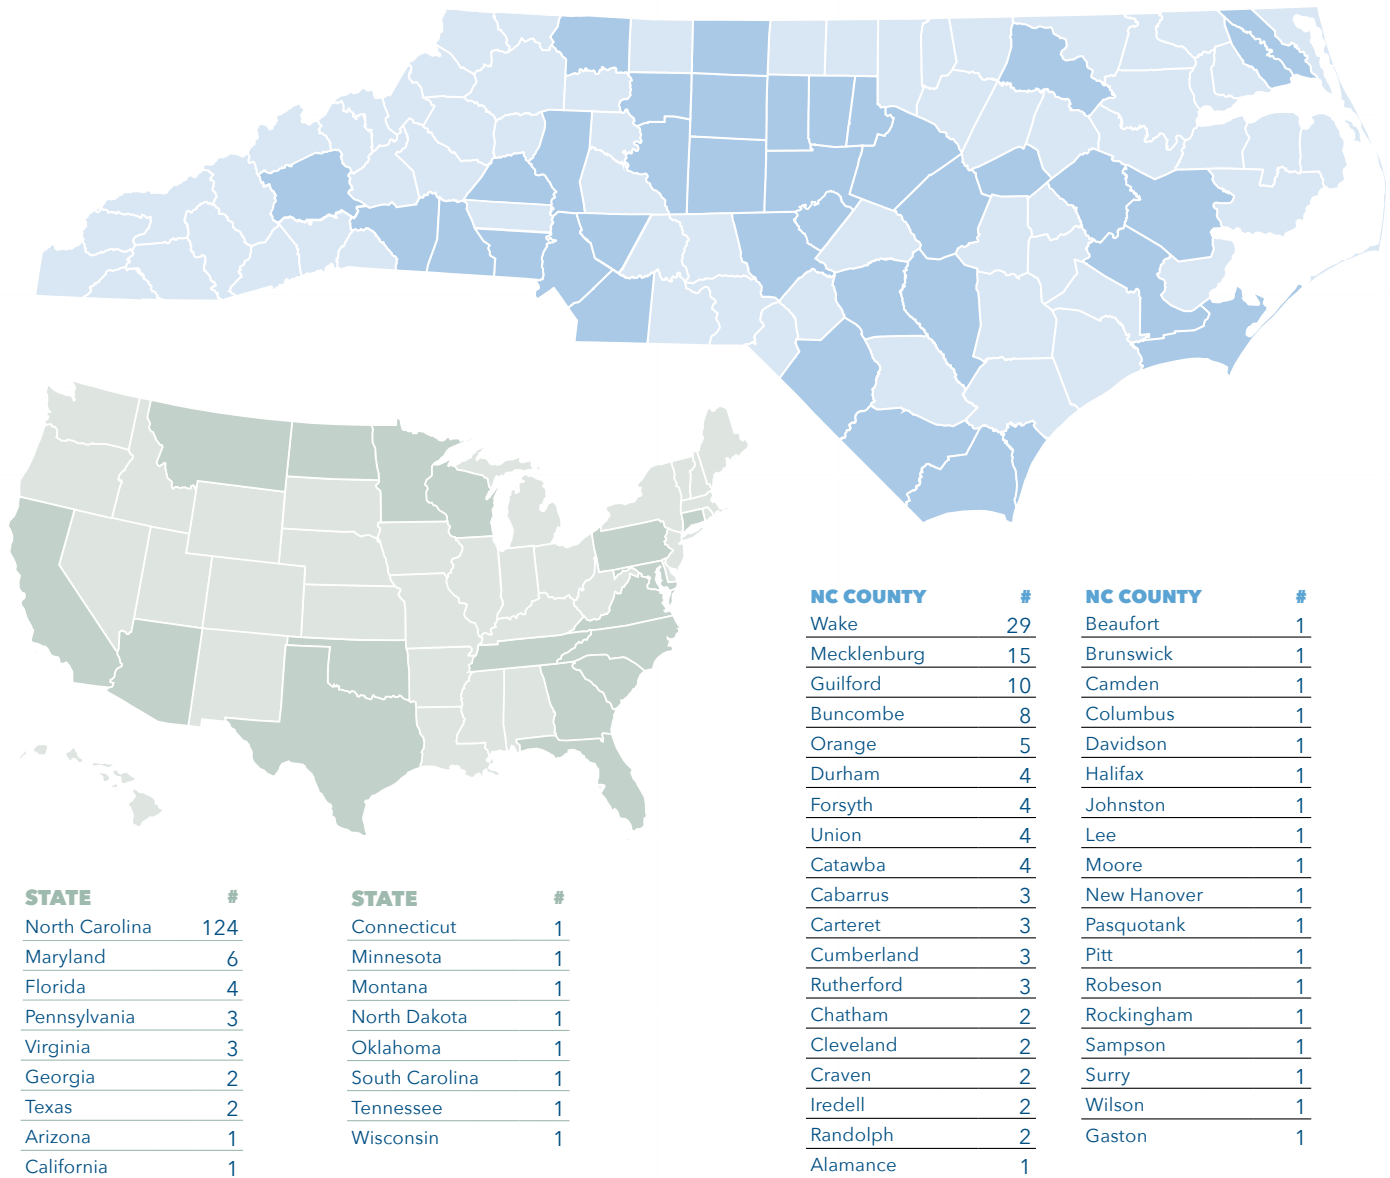 NC COUNTY #
Wake 29
Mecklenburg 15
Guilford 10
Buncombe 8
Orange 5
Durham 4
Forsyth 4
Union 4
Catawba 4
Cabarrus 3
Carteret 3
Cumberland 3
Rutherford 3
Chatham 2
Cleveland 2
Craven 2
Iredell 2
Randolph 2
Alamance 1
NC COUNTY #
Beaufort 1
Brunswick 1
Camden 1
Columbus 1
Davidson 1
Halifax 1
Johnston 1
Lee 1
Moore 1
New Hanover 1
Pasquotank 1
Pitt 1
Robeson 1
Rockingham 1
Sampson 1
Surry 1
Wilson 1
Gaston 1
STATE #
North Carolina 124
Maryland 6
Florida 4
Pennsylvania 3
Virginia 3
Georgia 2
Texas 2
Arizona 1
California 1
STATE #
Connecticut 1
Minnesota 1
Montana 1
North Dakota 1
Oklahoma 1
South Carolina 1
Tennessee 1
Wisconsin 1